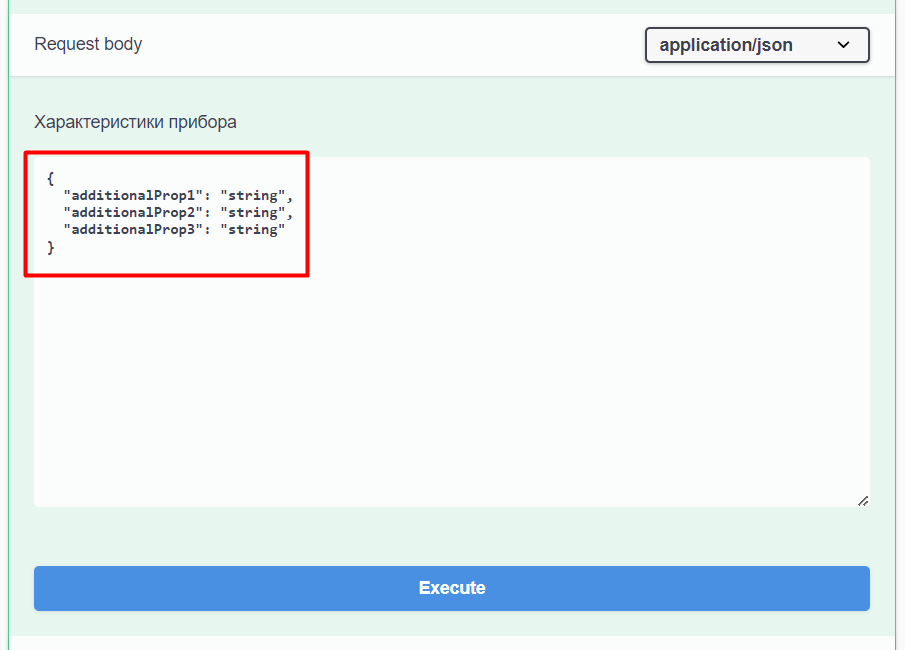 Request body
application/json
Характеристики прибора
{
  "additionalProp1": "string",
  "additionalProp2": "string",
  "additionalProp3": "string"
}
Execute